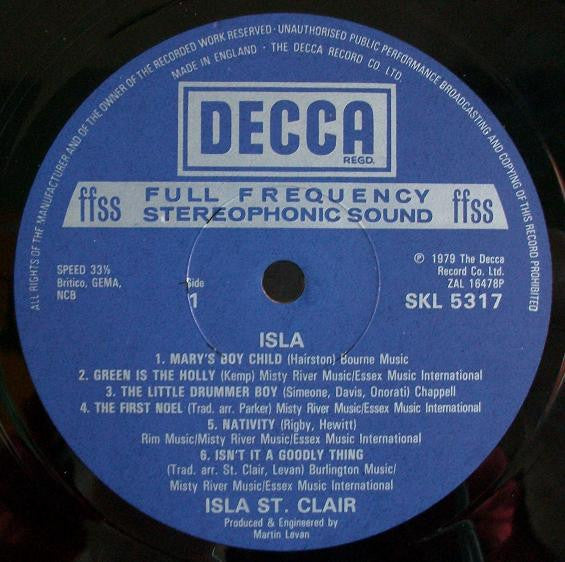 ALL RIGHTS OF THE MANUFACTURER AND OF THE OWNER OF THE RECORDED WORK RESERVED · UNAUTHORISED PUBLIC PERFORMANCE BROADCASTING AND COPYING OF THIS RECORD PROHIBITED
MADE IN ENGLAND · THE DECCA RECORD CO LTD.
DECCA
REGD.
ffss FULL FREQUENCY ffss
STEREOPHONIC SOUND
SPEED 33⅓
Britico, GEMA,
NCB
Side
1
℗ 1979 The Decca
Record Co. Ltd.
ZAL 16478P
SKL 5317
ISLA
1. MARY'S BOY CHILD (Hairston) Bourne Music
2. GREEN IS THE HOLLY (Kemp) Misty River Music/Essex Music International
3. THE LITTLE DRUMMER BOY (Simeone, Davis, Onorati) Chappell
4. THE FIRST NOEL (Trad. arr. Parker) Misty River Music/Essex Music International
5. NATIVITY (Rigby, Hewitt)
Rim Music/Misty River Music/Essex Music International
6. ISN'T IT A GOODLY THING
(Trad. arr. St. Clair, Levan) Burlington Music/
Misty River Music/Essex Music International
ISLA ST. CLAIR
Produced & Engineered by
Martin Levan